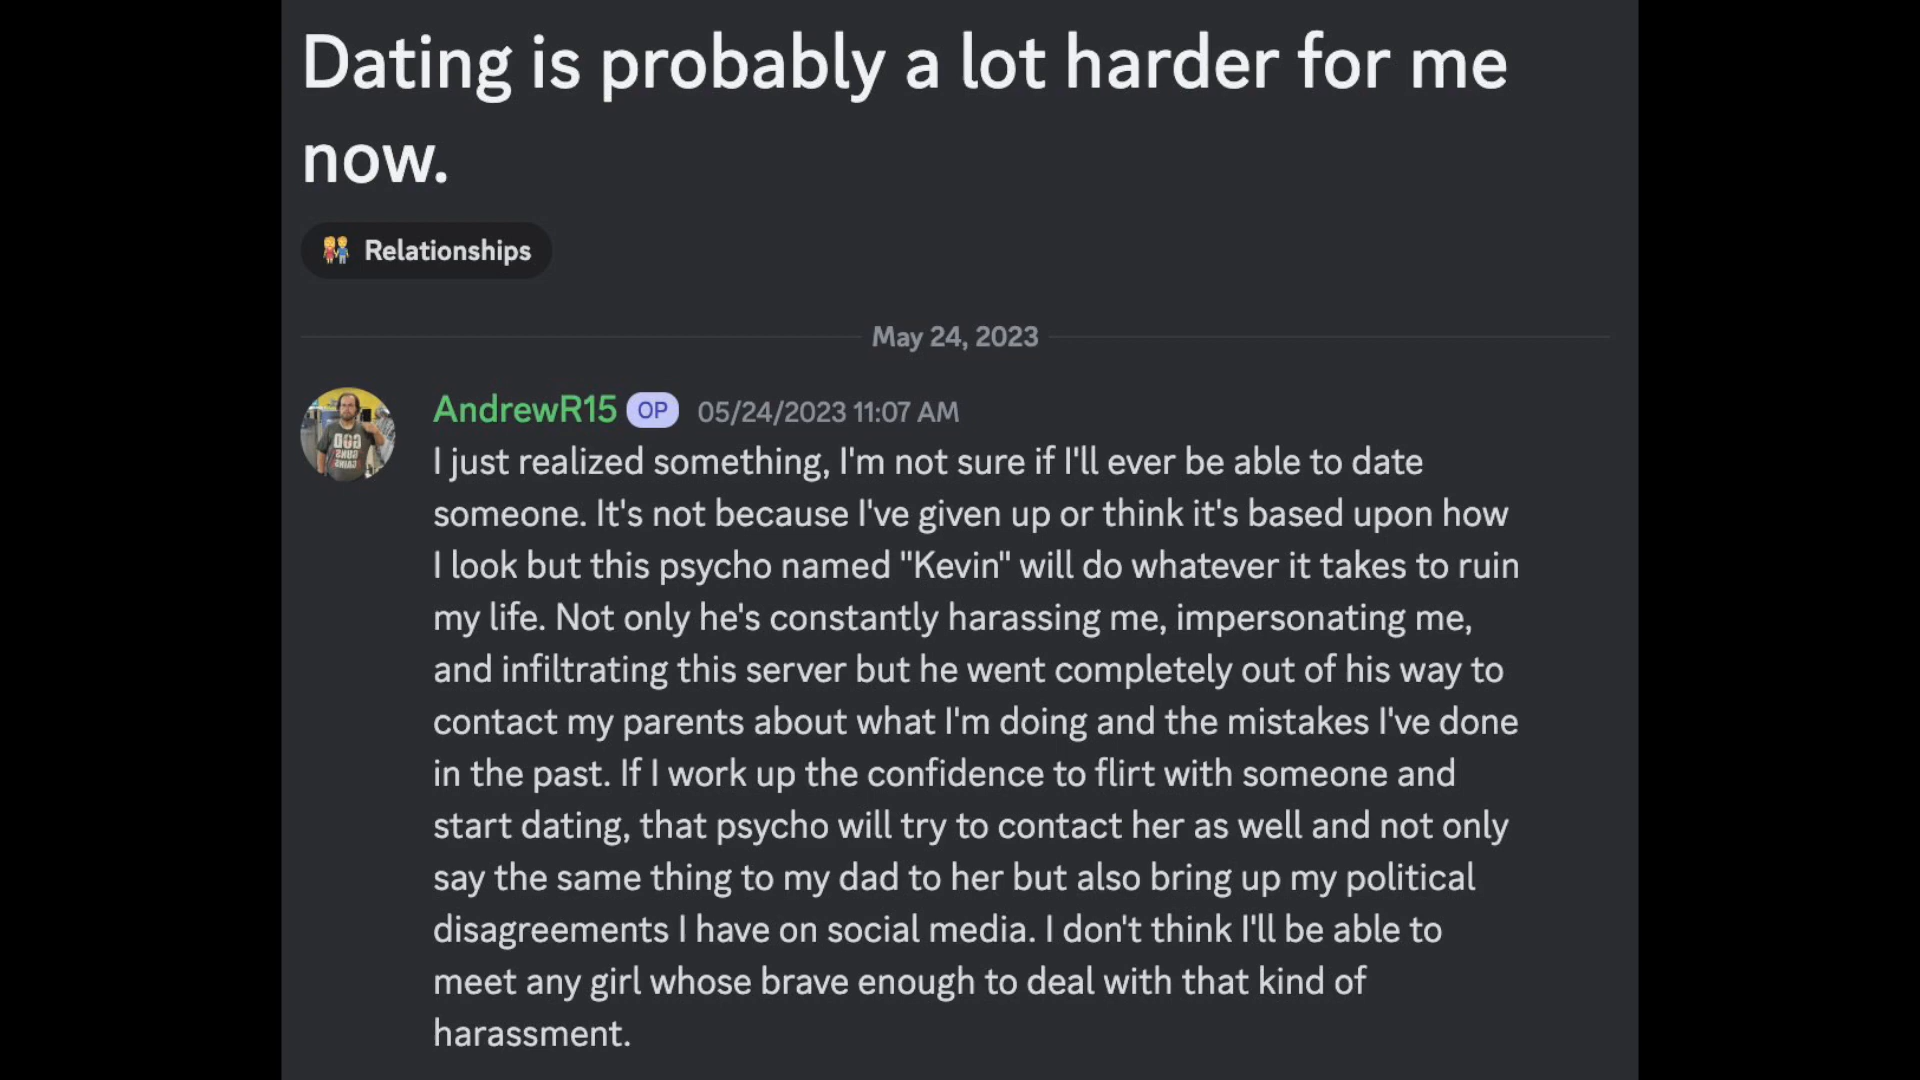 Dating is probably a lot harder for me
now.
Relationships
May 24, 2023
AndrewR15 OP 05/24/2023 11:07 AM
I just realized something, I'm not sure if I'll ever be able to date
someone. It's not because I've given up or think it's based upon how
I look but this psycho named "Kevin" will do whatever it takes to ruin
my life. Not only he's constantly harassing me, impersonating me,
and infiltrating this server but he went completely out of his way to
contact my parents about what I'm doing and the mistakes I've done
in the past. If I work up the confidence to flirt with someone and
start dating, that psycho will try to contact her as well and not only
say the same thing to my dad to her but also bring up my political
disagreements I have on social media. I don't think I'll be able to
meet any girl whose brave enough to deal with that kind of
harassment.
GOD
GUNS
GAINS